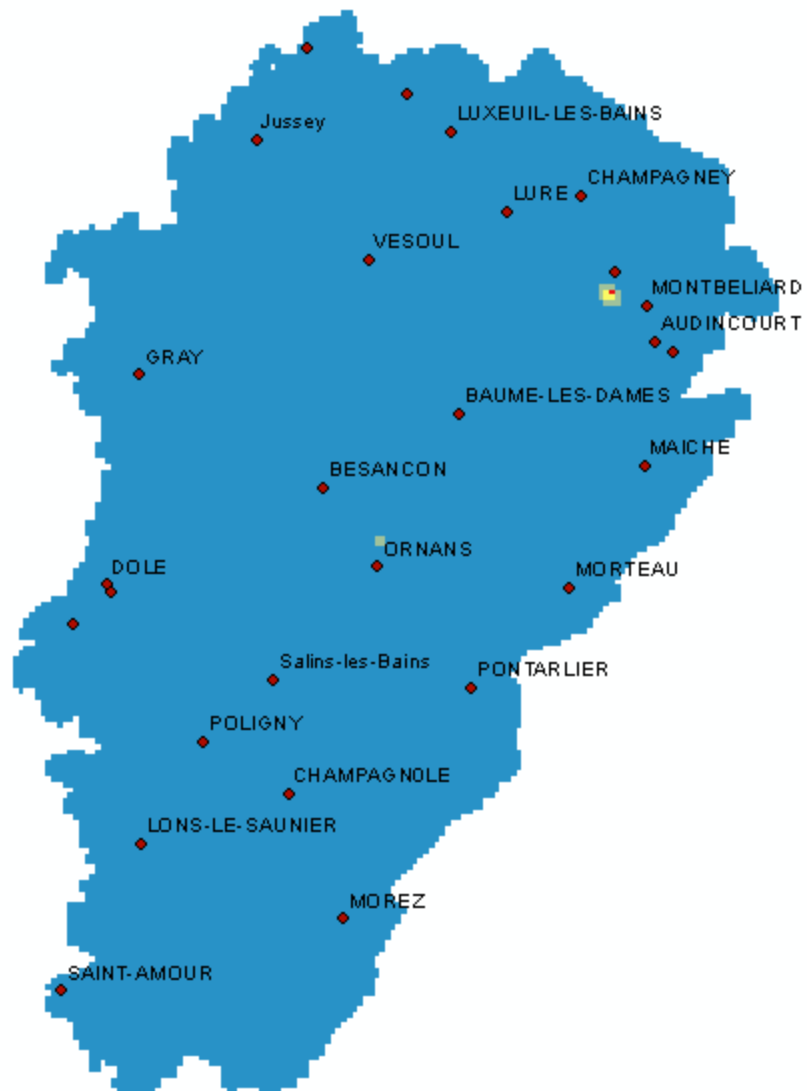 LUXEUIL-LES-BAINS
Jussey
CHAMPAGNEY
LURE
VESOUL
MONTBELIARD
AUDINCOURT
GRAY
BAUME-LES-DAMES
MAICHE
BESANCON
ORNANS
DOLE
MORTEAU
Salins-les-Bains
PONTARLIER
POLIGNY
CHAMPAGNOLE
LONS-LE-SAUNIER
MOREZ
SAINT-AMOUR